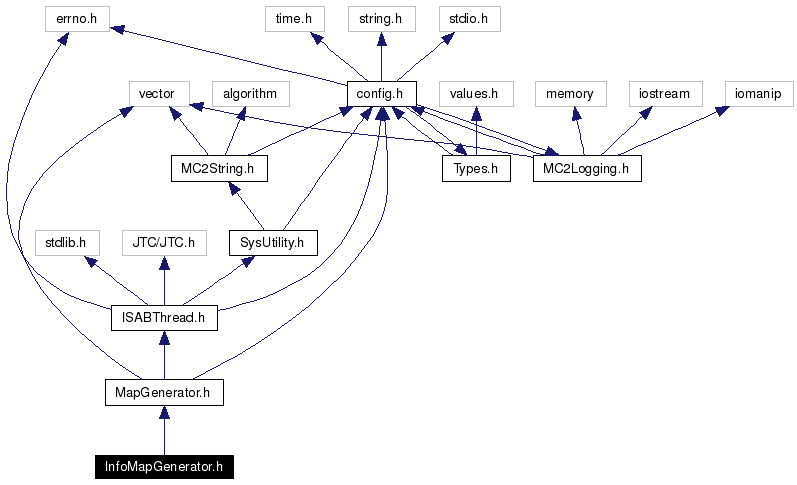 errno.h
time.h
string.h
stdio.h
vector
algorithm
config.h
values.h
memory
iostream
iomanip
MC2String.h
Types.h
MC2Logging.h
stdlib.h
JTC/JTC.h
SysUtility.h
ISABThread.h
MapGenerator.h
InfoMapGenerator.h